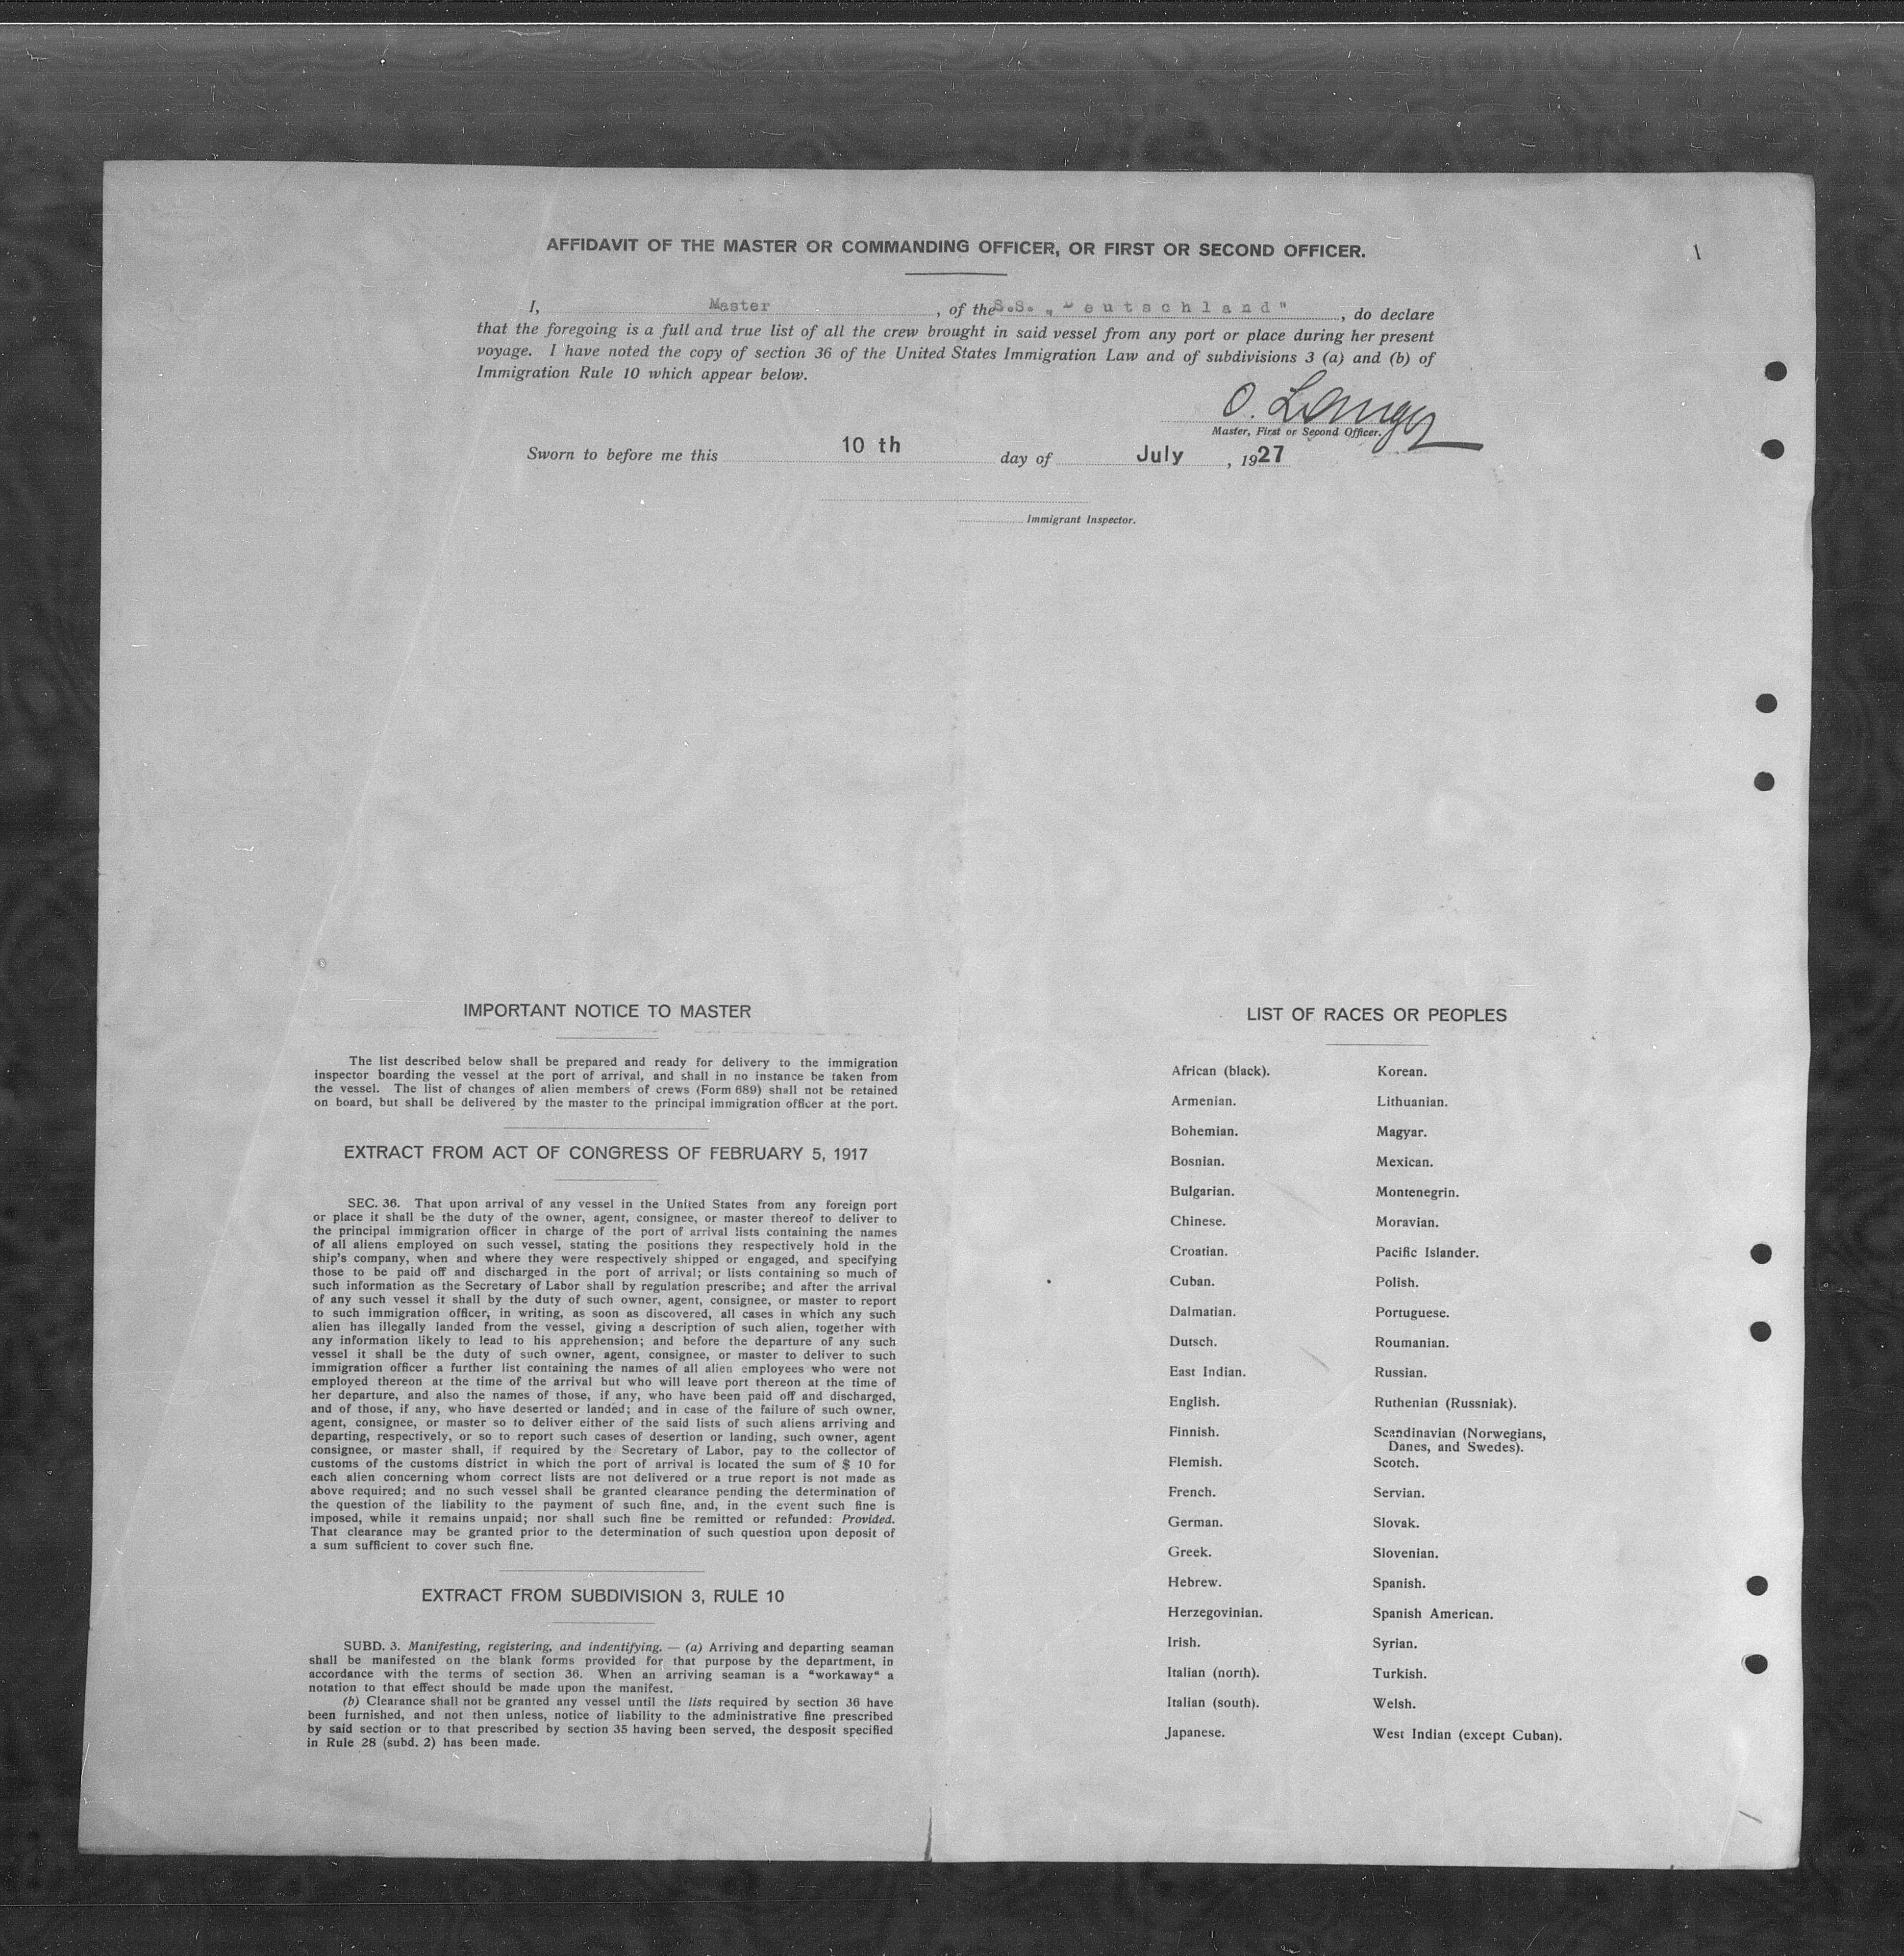 AFFIDAVIT OF THE MASTER OR COMMANDING OFFICER, OR FIRST OR SECOND OFFICER.
I, Master, of the S.S. „Deutschland", do declare
that the foregoing is a full and true list of all the crew brought in said vessel from any port or place during her present
voyage. I have noted the copy of section 36 of the United States Immigration Law and of subdivisions 3 (a) and (b) of
Immigration Rule 10 which appear below.
O.
Master, First or Second Officer.
Sworn to before me this 10 th day of July, 1927
Immigrant Inspector.
IMPORTANT NOTICE TO MASTER
The list described below shall be prepared and ready for delivery to the immigration
inspector boarding the vessel at the port of arrival, and shall in no instance be taken from
the vessel. The list of changes of alien members of crews (Form 689) shall not be retained
on board, but shall be delivered by the master to the principal immigration officer at the port.
EXTRACT FROM ACT OF CONGRESS OF FEBRUARY 5, 1917
SEC. 36. That upon arrival of any vessel in the United States from any foreign port
or place it shall be the duty of the owner, agent, consignee, or master thereof to deliver to
the principal immigration officer in charge of the port of arrival lists containing the names
of all aliens employed on such vessel, stating the positions they respectively hold in the
ship's company, when and where they were respectively shipped or engaged, and specifying
those to be paid off and discharged in the port of arrival; or lists containing so much of
such information as the Secretary of Labor shall by regulation prescribe; and after the arrival
of any such vessel it shall by the duty of such owner, agent, consignee, or master to report
to such immigration officer, in writing, as soon as discovered, all cases in which any such
alien has illegally landed from the vessel, giving a description of such alien, together with
any information likely to lead to his apprehension; and before the departure of any such
vessel it shall be the duty of such owner, agent, consignee, or master to deliver to such
immigration officer a further list containing the names of all alien employees who were not
employed thereon at the time of the arrival but who will leave port thereon at the time of
her departure, and also the names of those, if any, who have been paid off and discharged,
and of those, if any, who have deserted or landed; and in case of the failure of such owner,
agent, consignee, or master so to deliver either of the said lists of such aliens arriving and
departing, respectively, or so to report such cases of desertion or landing, such owner, agent
consignee, or master shall, if required by the Secretary of Labor, pay to the collector of
customs of the customs district in which the port of arrival is located the sum of $ 10 for
each alien concerning whom correct lists are not delivered or a true report is not made as
above required; and no such vessel shall be granted clearance pending the determination of
the question of the liability to the payment of such fine, and, in the event such fine is
imposed, while it remains unpaid; nor shall such fine be remitted or refunded: Provided.
That clearance may be granted prior to the determination of such question upon deposit of
a sum sufficient to cover such fine.
EXTRACT FROM SUBDIVISION 3, RULE 10
SUBD. 3. Manifesting, registering, and indentifying. — (a) Arriving and departing seaman
shall be manifested on the blank forms provided for that purpose by the department, in
accordance with the terms of section 36. When an arriving seaman is a "workaway“ a
notation to that effect should be made upon the manifest.
(b) Clearance shall not be granted any vessel until the lists required by section 36 have
been furnished, and not then unless, notice of liability to the administrative fine prescribed
by said section or to that prescribed by section 35 having been served, the desposit specified
in Rule 28 (subd. 2) has been made.
LIST OF RACES OR PEOPLES
African (black).
Armenian.
Bohemian.
Bosnian.
Bulgarian.
Chinese.
Croatian.
Cuban.
Dalmatian.
Dutsch.
East Indian.
English.
Finnish.
Flemish.
French.
German.
Greek.
Hebrew.
Herzegovinian.
Irish.
Italian (north).
Italian (south).
Japanese.
Korean.
Lithuanian.
Magyar.
Mexican.
Montenegrin.
Moravian.
Pacific Islander.
Polish.
Portuguese.
Roumanian.
Russian.
Ruthenian (Russniak).
Scandinavian (Norwegians,
Danes, and Swedes).
Scotch.
Servian.
Slovak.
Slovenian.
Spanish.
Spanish American.
Syrian.
Turkish.
Welsh.
West Indian (except Cuban).